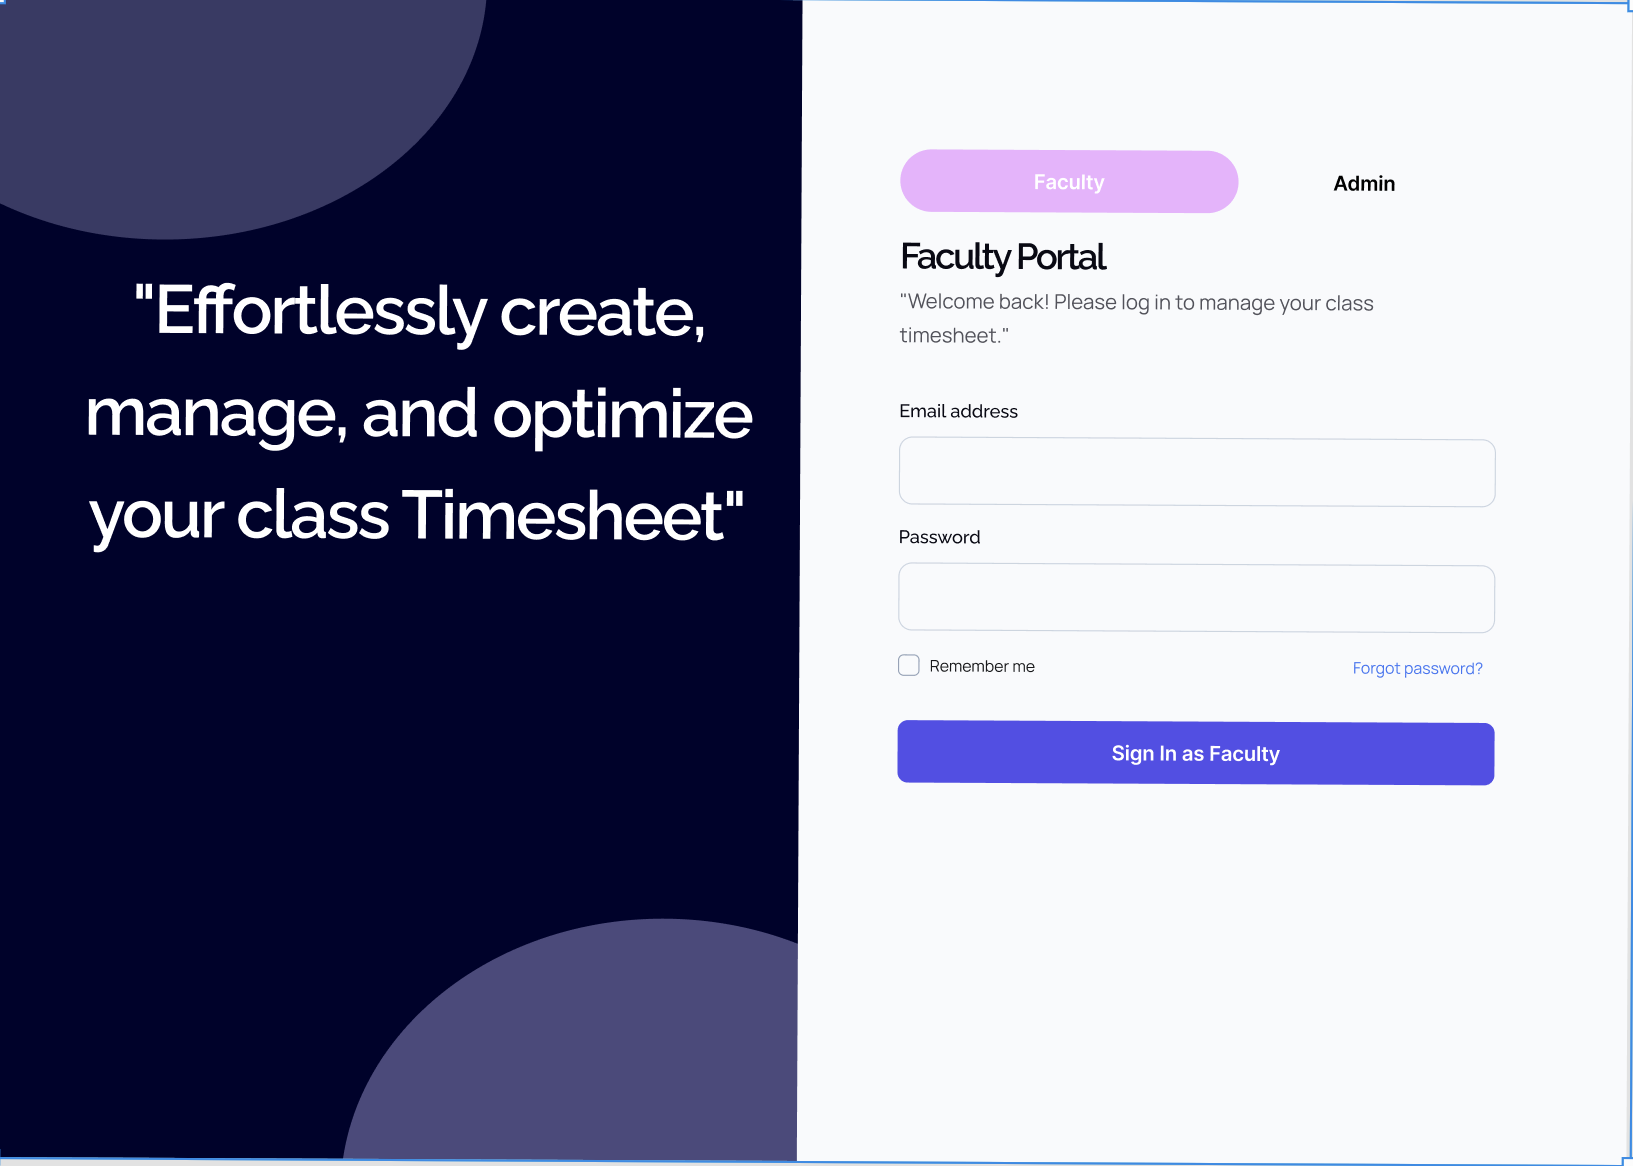 "Effortlessly create,
manage, and optimize
your class Timesheet"
Faculty
Admin
Faculty Portal
"Welcome back! Please log in to manage your class
timesheet."
Email address
Password
Remember me
Forgot password?
Sign In as Faculty